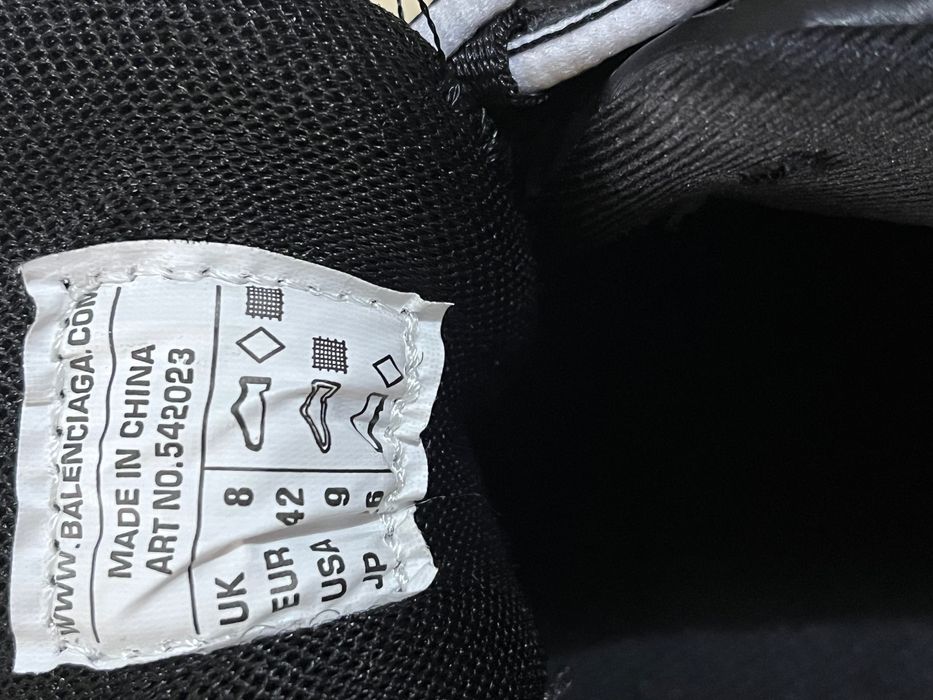 WWW.BALENCIAGA.COM
MADE IN CHINA
ART NO.542023
UK 8
EUR 42
USA 9
JP